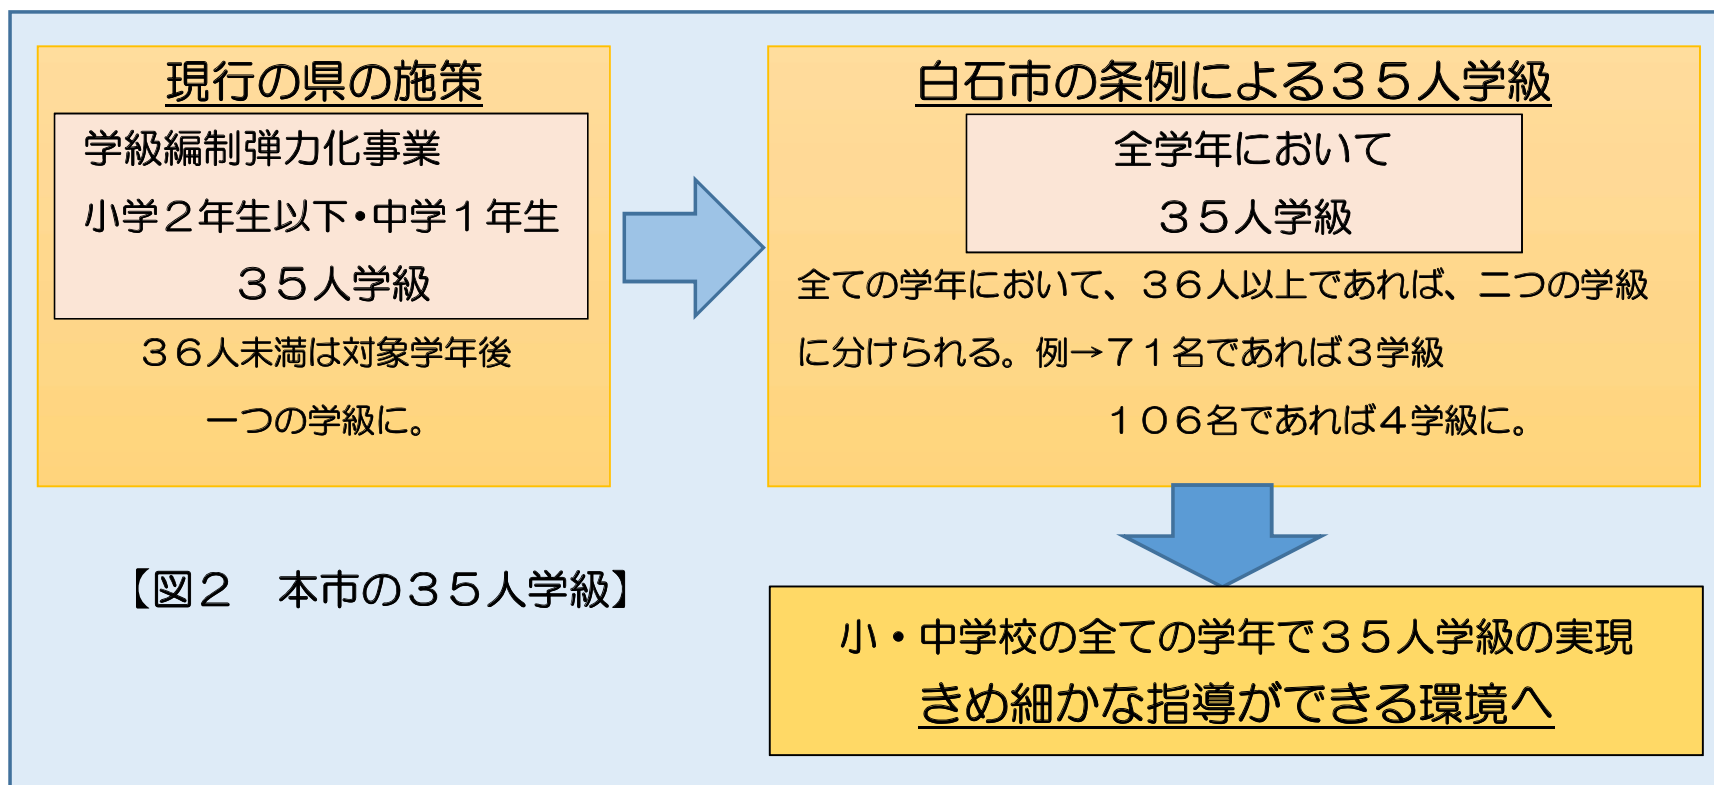 現行の県の施策
学級編制弾力化事業
小学２年生以下・中学１年生
３５人学級
３６人未満は対象学年後
一つの学級に。
白石市の条例による３５人学級
全学年において
３５人学級
全ての学年において、３６人以上であれば、二つの学級
に分けられる。例→７１名であれば３学級
１０６名であれば４学級に。
【図２　本市の３５人学級】
小・中学校の全ての学年で３５人学級の実現
きめ細かな指導ができる環境へ